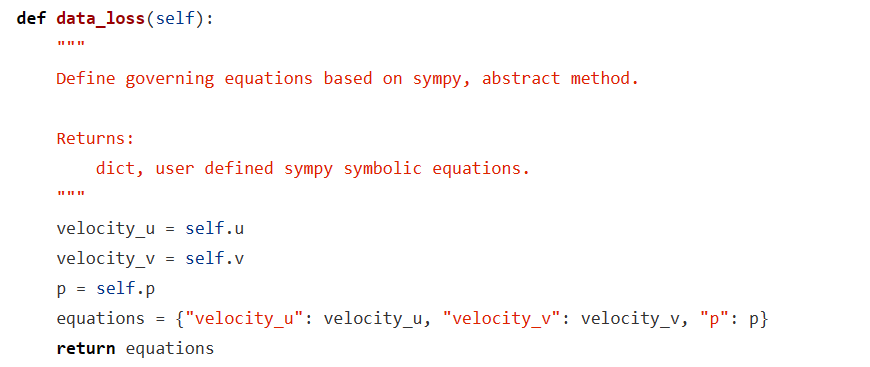 def data_loss(self):
    """
    Define governing equations based on sympy, abstract method.

    Returns:
        dict, user defined sympy symbolic equations.
    """
    velocity_u = self.u
    velocity_v = self.v
    p = self.p
    equations = {"velocity_u": velocity_u, "velocity_v": velocity_v, "p": p}
    return equations